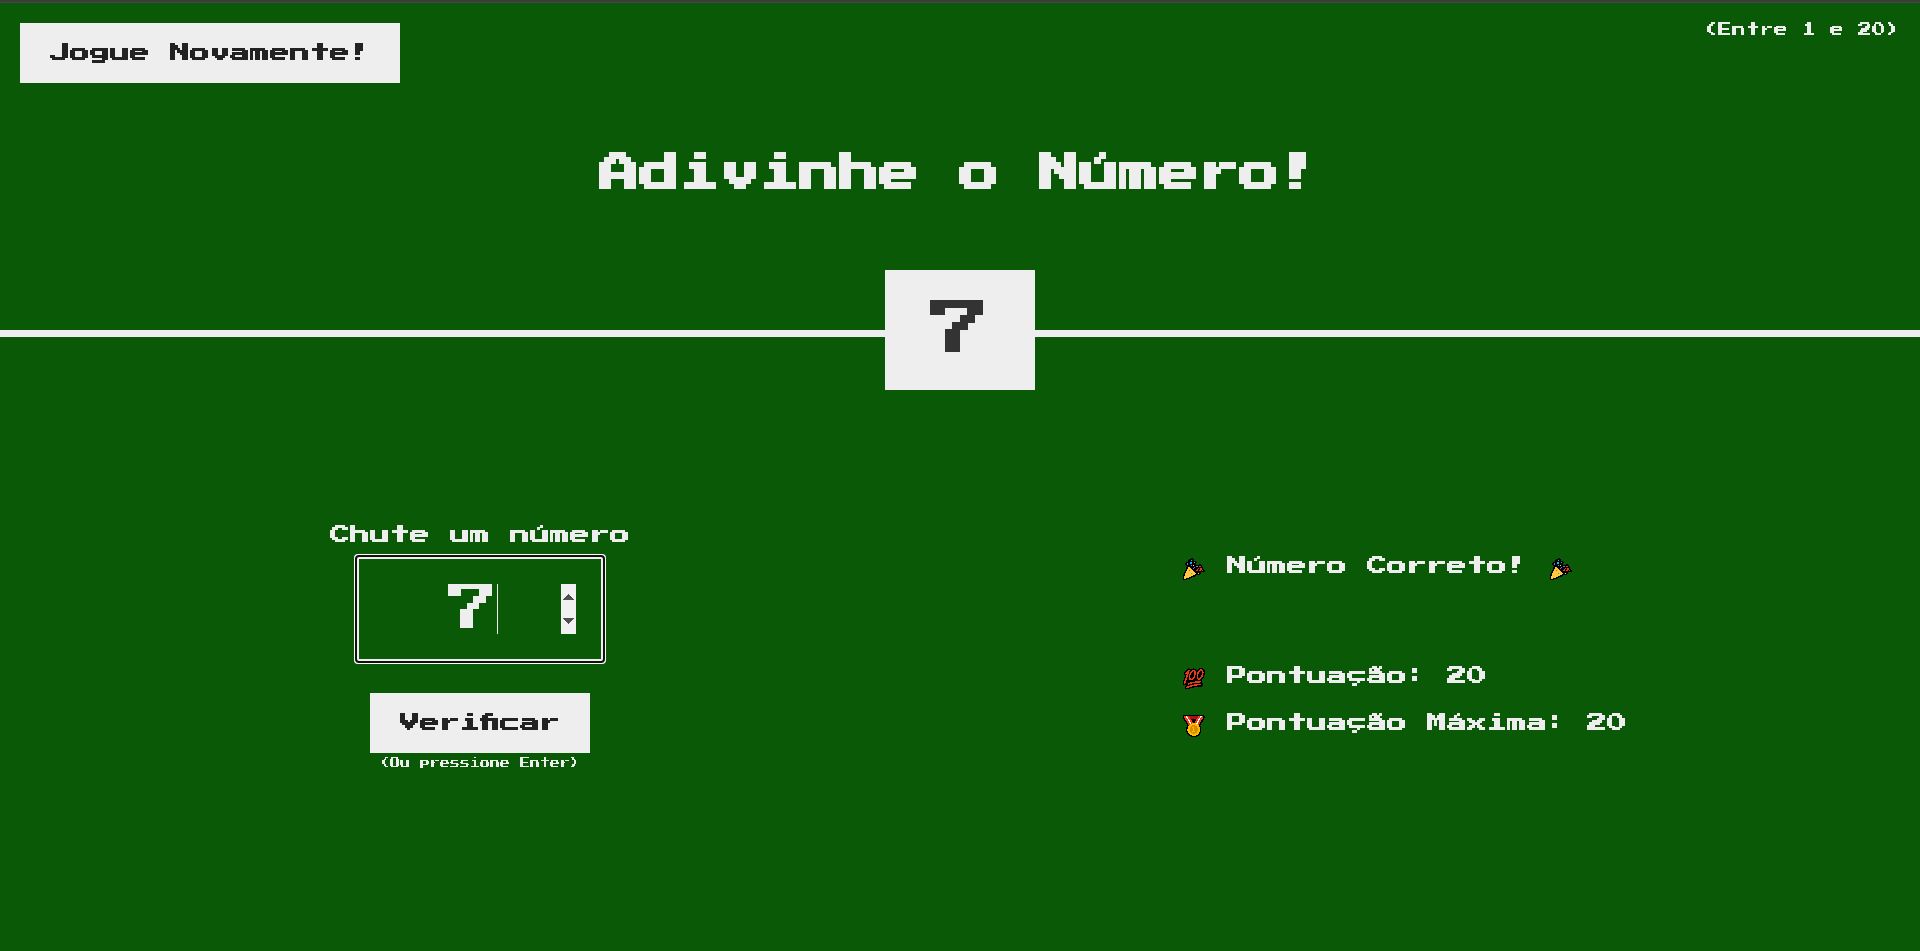 Jogue Novamente!
(Entre 1 e 20)
Adivinhe o Número!
7
Chute um número
7
Verificar
(Ou pressione Enter)
🎉 Número Correto! 🎉
💯 Pontuação: 20
🏅 Pontuação Máxima: 20